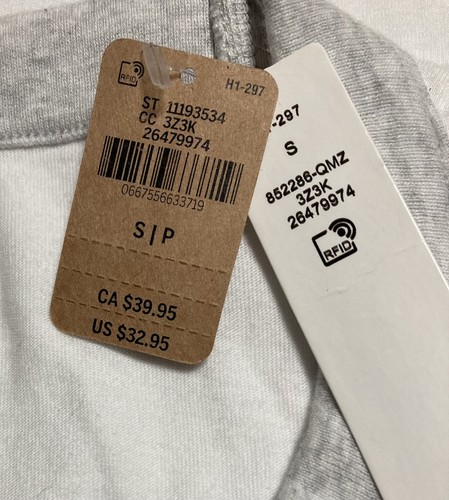 RFID
H1-297
ST 11193534
CC 3Z3K
26479974
0667556633719
S|P
CA $39.95
US $32.95
-297
S
852286-QMZ
3Z3K
26479974
RFID